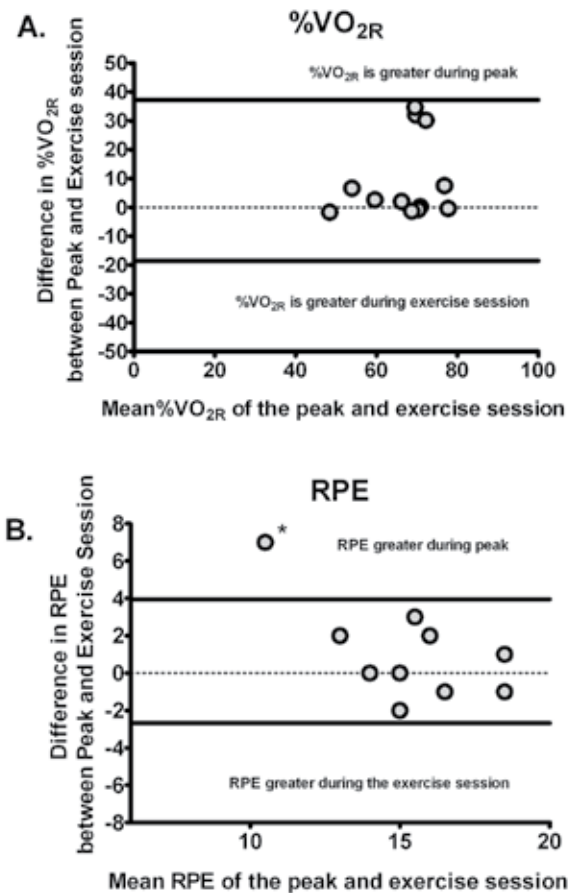 A.
%VO₂R
%VO₂R is greater during peak
Difference in %VO₂R
between Peak and Exercise session
50
40
30
20
10
0
-10
-20
-30
-40
-50
%VO₂R is greater during exercise session
0 20 40 60 80 100
Mean%VO₂R of the peak and exercise session
B.
RPE
*
RPE greater during peak
Difference in RPE
between Peak and Exercise Session
8
6
4
2
0
-2
-4
-6
-8
RPE greater during the exercise session
10 15 20
Mean RPE of the peak and exercise session